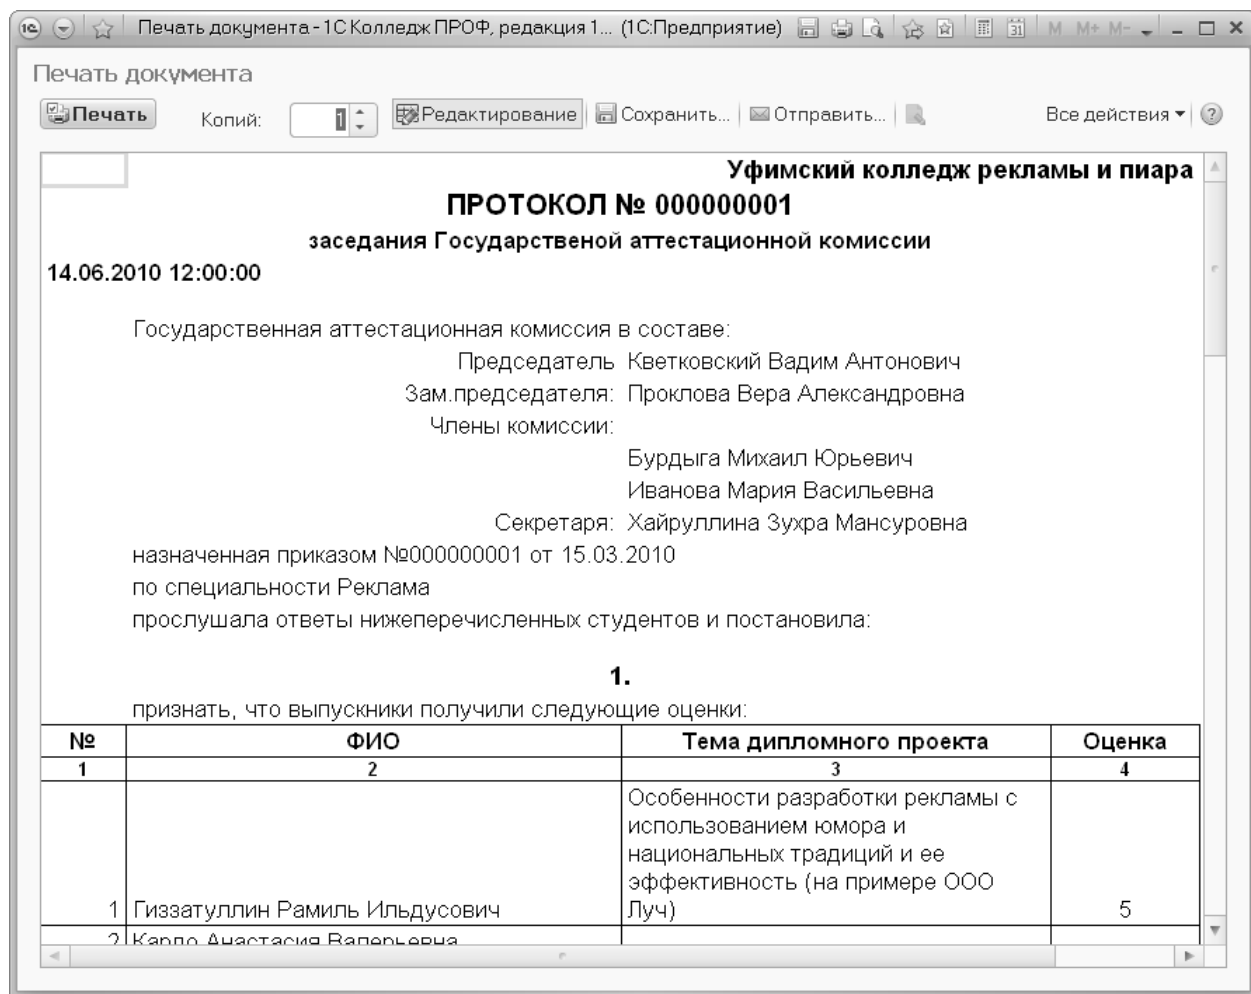 Печать документа - 1С Колледж ПРОФ, редакция 1... (1С:Предприятие) 31 M M+ M-
Печать документа
Печать Копий: 1 Редактирование Сохранить... Отправить... Все действия ?
Уфимский колледж рекламы и пиара
ПРОТОКОЛ № 000000001
заседания Государственой аттестационной комиссии
14.06.2010 12:00:00
Государственная аттестационная комиссия в составе:
Председатель Кветковский Вадим Антонович
Зам.председателя: Проклова Вера Александровна
Члены комиссии:
Бурдыга Михаил Юрьевич
Иванова Мария Васильевна
Секретаря: Хайруллина Зухра Мансуровна
назначенная приказом №000000001 от 15.03.2010
по специальности Реклама
прослушала ответы нижеперечисленных студентов и постановила:
1.
признать, что выпускники получили следующие оценки:
№ ФИО Тема дипломного проекта Оценка
1 2 3 4
Особенности разработки рекламы с
использованием юмора и
национальных традиций и ее
эффективность (на примере ООО
1 Гиззатуллин Рамиль Ильдусович Луч) 5
2 Карло Анастасия Валерьевна